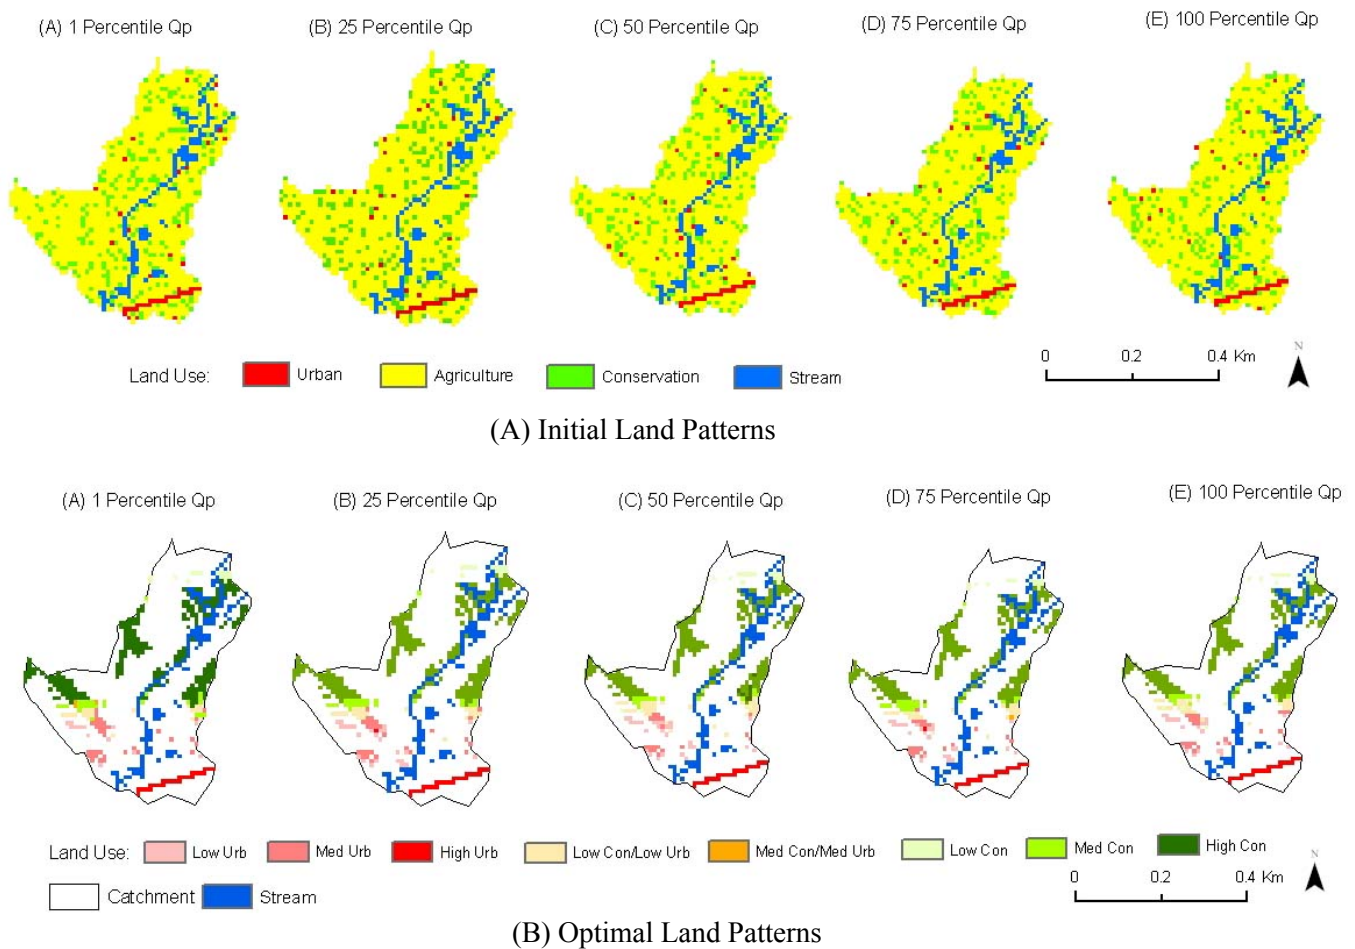 (A) 1 Percentile Qp
(B) 25 Percentile Qp
(C) 50 Percentile Qp
(D) 75 Percentile Qp
(E) 100 Percentile Qp
Land Use:
Urban
Agriculture
Conservation
Stream
0 0.2 0.4 Km
N
(A) Initial Land Patterns
(A) 1 Percentile Qp
(B) 25 Percentile Qp
(C) 50 Percentile Qp
(D) 75 Percentile Qp
(E) 100 Percentile Qp
Land Use:
Low Urb
Med Urb
High Urb
Low Con/Low Urb
Med Con/Med Urb
Low Con
Med Con
High Con
Catchment
Stream
0 0.2 0.4 Km
N
(B) Optimal Land Patterns